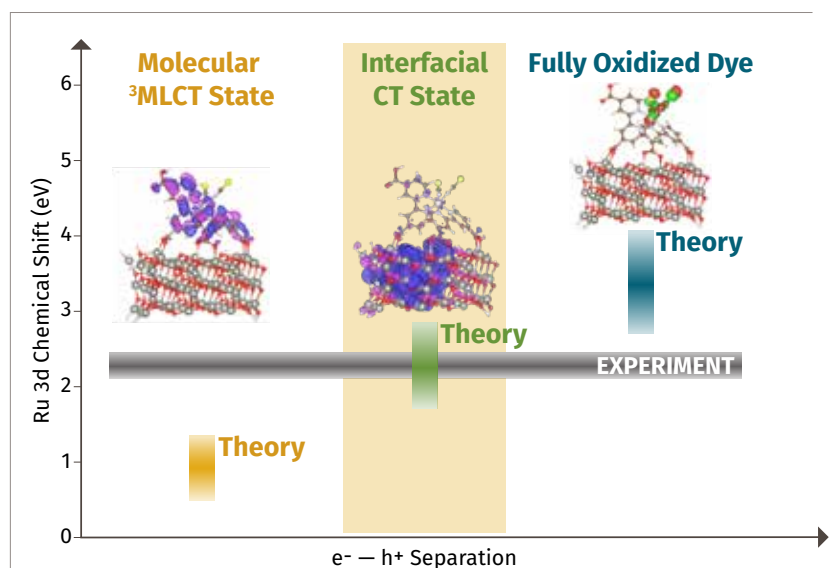 Molecular
³MLCT State
Interfacial
CT State
Fully Oxidized Dye
Ru 3d Chemical Shift (eV)
6
5
4
3
2
1
0
Theory
Theory
Theory
EXPERIMENT
e- — h+ Separation